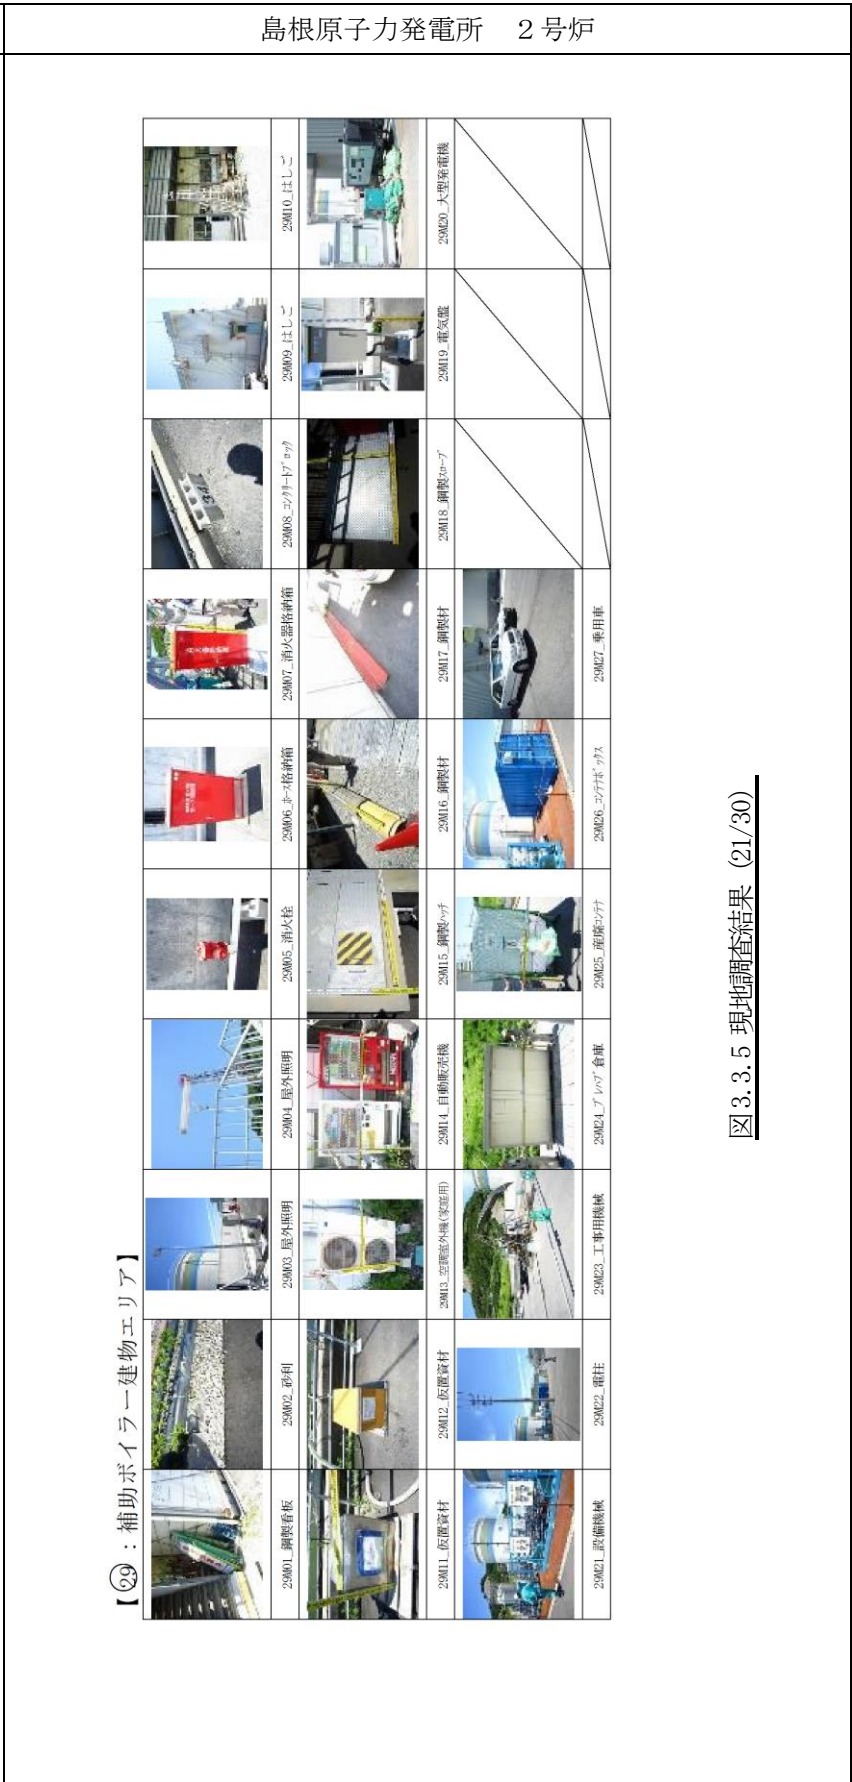 島根原子力発電所　２号炉
【㉙：補助ボイラー建物エリア】
29M01_鋼製看板
29M02_砂利
29M03_屋外照明
29M04_屋外照明
29M05_消火栓
29M06_ﾎｰｽ格納箱
29M07_消火器格納箱
29M08_ｺﾝｸﾘｰﾄﾌﾞﾛｯｸ
29M09_はしご
29M10_はしご
29M11_仮置資材
29M12_仮置資材
29M13_空調室外機(家庭用)
29M14_自動販売機
29M15_鋼製ﾊｯﾁ
29M16_鋼製材
29M17_鋼製材
29M18_鋼製ｽﾛｰﾌﾟ
29M19_電気盤
29M20_大型発電機
29M21_設備機械
29M22_電柱
29M23_工事用機械
29M24_ﾌﾟﾚﾊﾌﾞ倉庫
29M25_産廃ｺﾝﾃﾅ
29M26_ｺﾝﾃﾅﾎﾞｯｸｽ
29M27_乗用車
図3.3.5 現地調査結果（21/30）